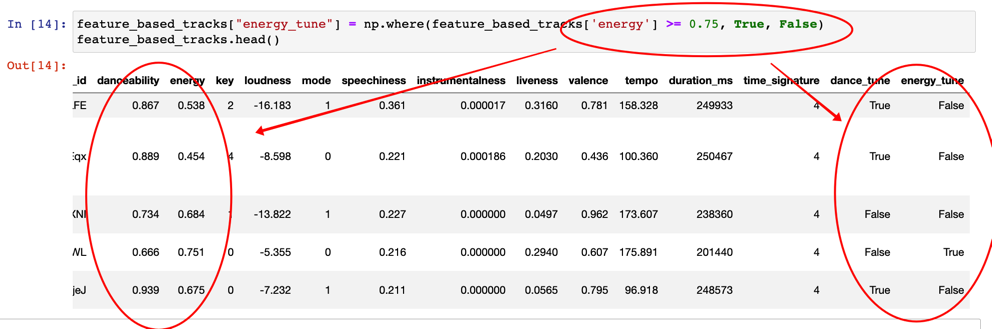 In [14]: feature_based_tracks["energy_tune"] = np.where(feature_based_tracks['energy'] >= 0.75, True, False)
feature_based_tracks.head()
Out[14]:
_id danceability energy key loudness mode speechiness instrumentalness liveness valence tempo duration_ms time_signature dance_tune energy_tune
LFE 0.867 0.538 2 -16.183 1 0.361 0.000017 0.3160 0.781 158.328 249933 4 True False
Eqx 0.889 0.454 4 -8.598 0 0.221 0.000186 0.2030 0.436 100.360 250467 4 True False
XNI 0.734 0.684 -13.822 1 0.227 0.000000 0.0497 0.962 173.607 238360 4 False False
WL 0.666 0.751 0 -5.355 0 0.216 0.000000 0.2940 0.607 175.891 201440 4 False True
jeJ 0.939 0.675 0 -7.232 1 0.211 0.000000 0.0565 0.795 96.918 248573 4 True False